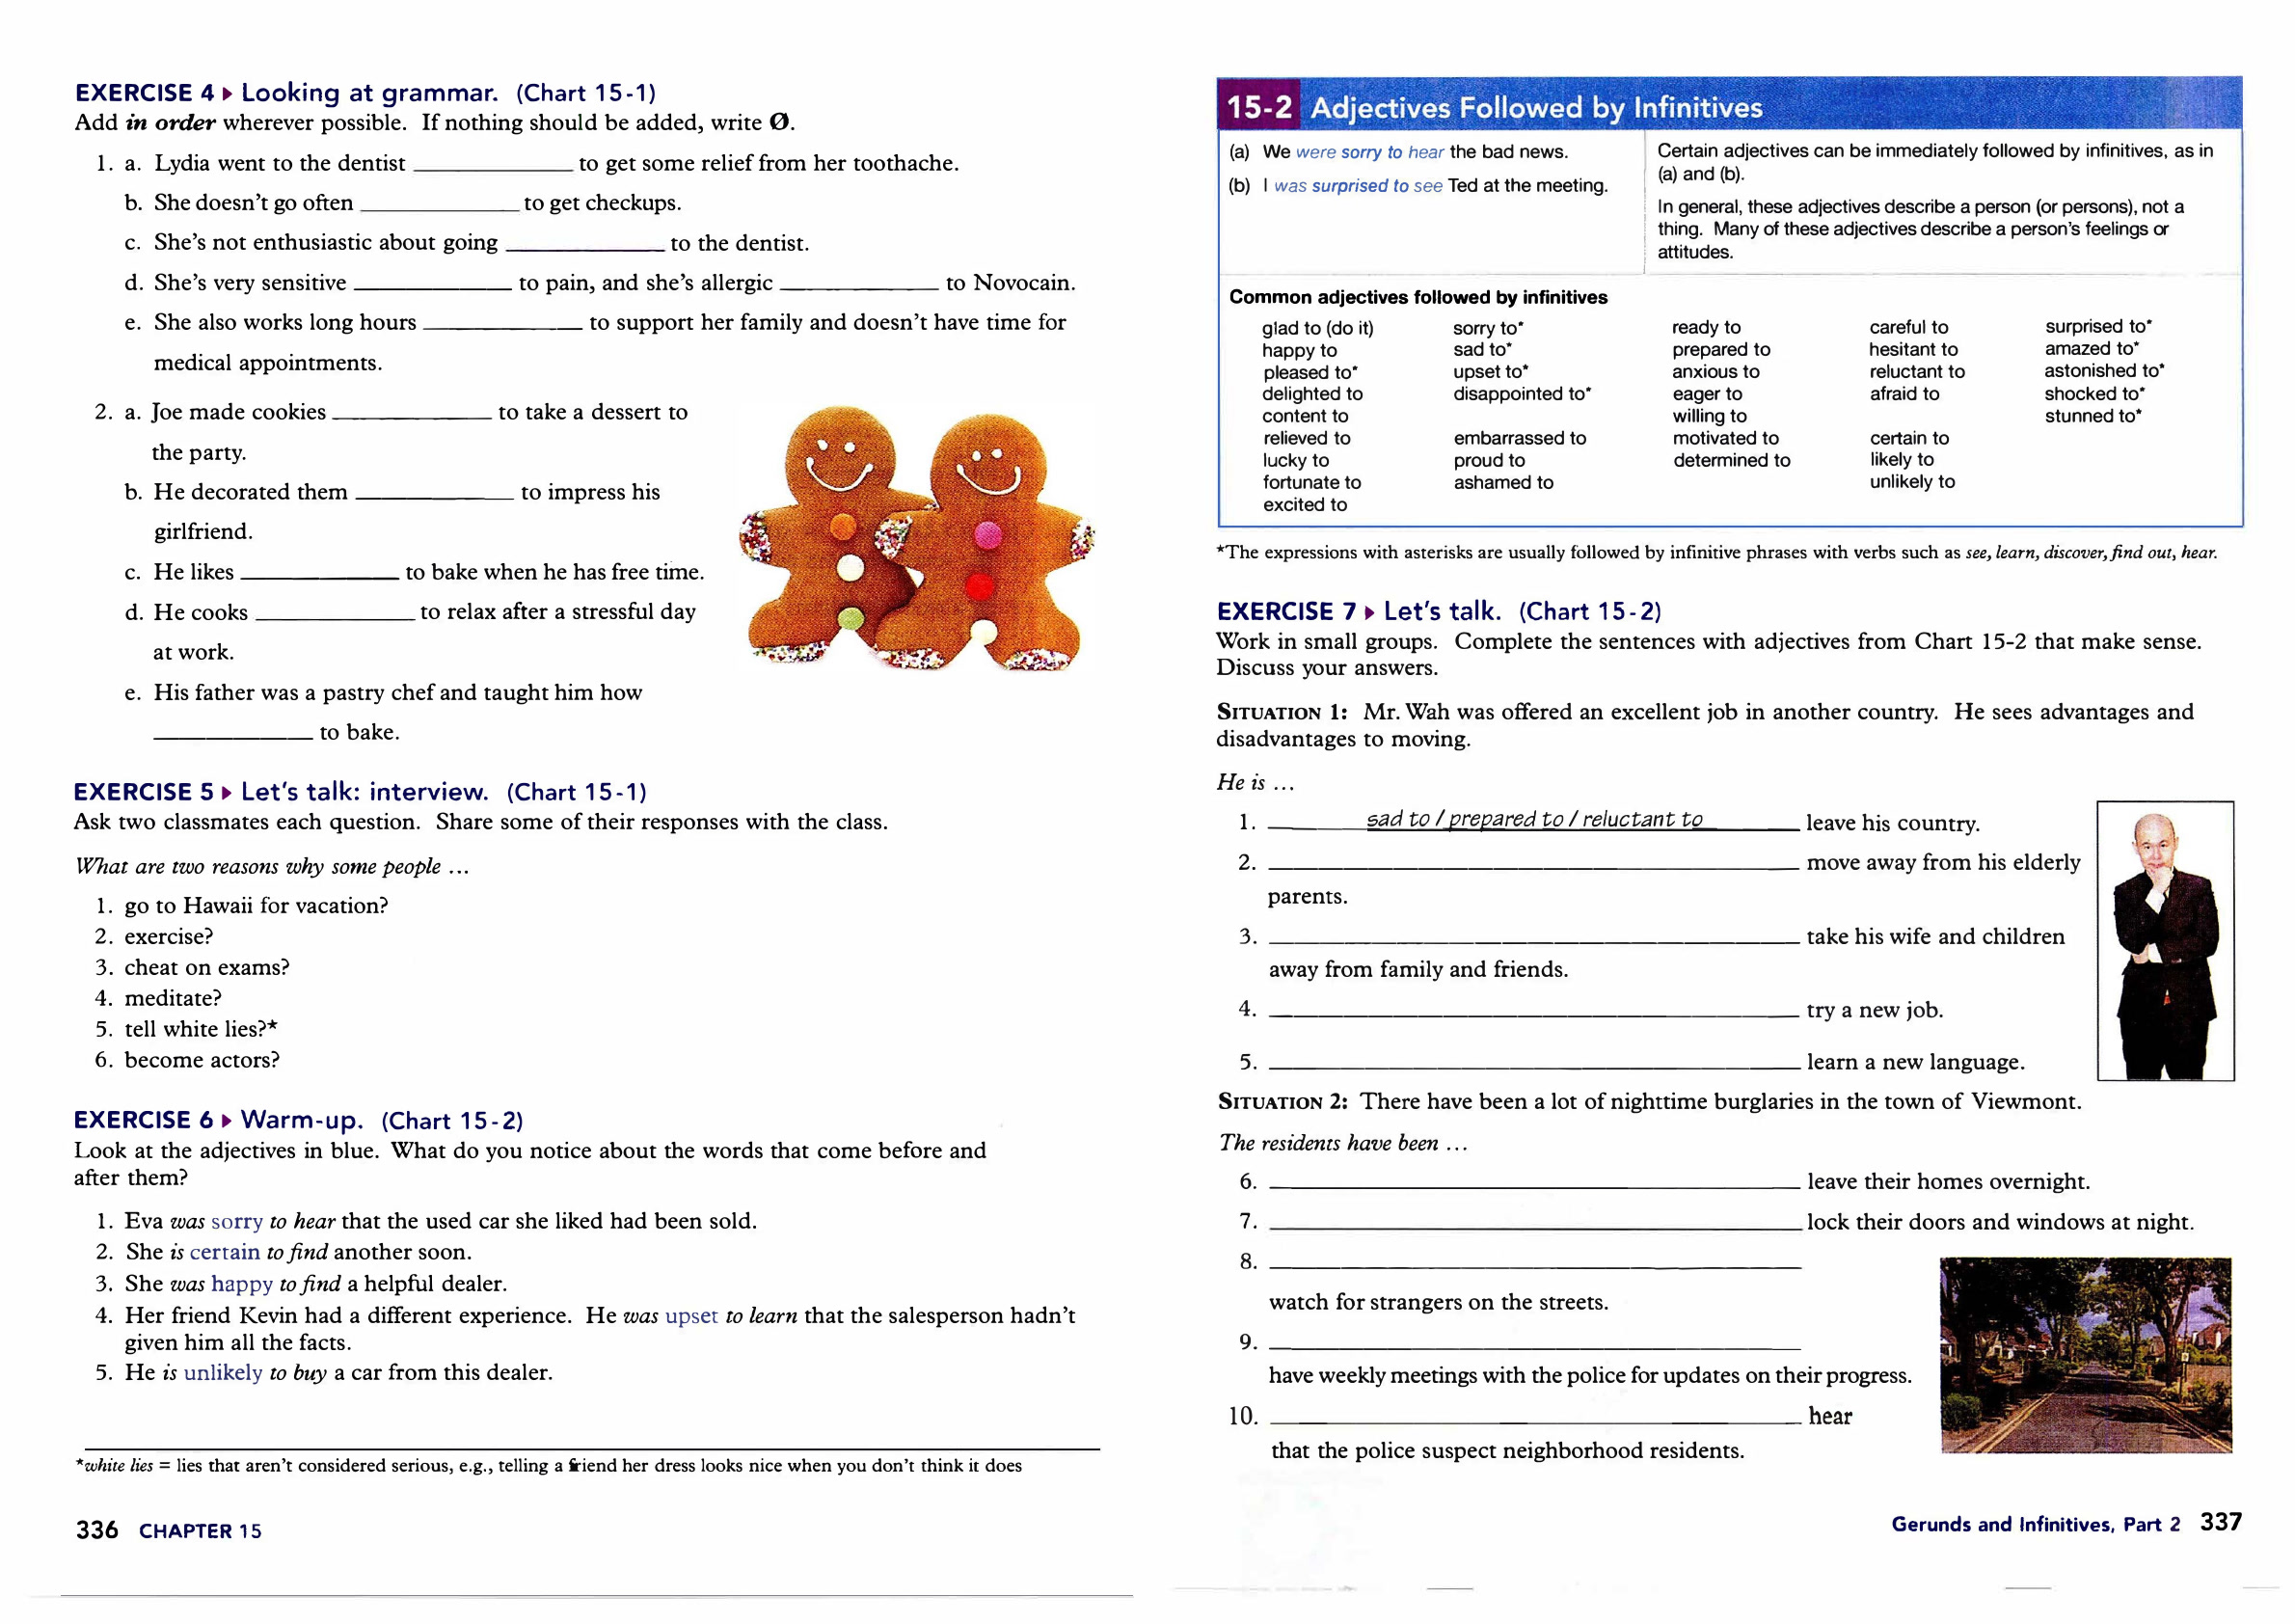 EXERCISE 4 ▸ Looking at grammar. (Chart 15-1)
Add in order wherever possible. If nothing should be added, write Ø.
1. a. Lydia went to the dentist ____________ to get some relief from her toothache.
b. She doesn't go often ____________ to get checkups.
c. She's not enthusiastic about going ____________ to the dentist.
d. She's very sensitive ____________ to pain, and she's allergic ____________ to Novocain.
e. She also works long hours ____________ to support her family and doesn't have time for
medical appointments.
2. a. Joe made cookies ____________ to take a dessert to
the party.
b. He decorated them ____________ to impress his
girlfriend.
c. He likes ____________ to bake when he has free time.
d. He cooks ____________ to relax after a stressful day
at work.
e. His father was a pastry chef and taught him how
____________ to bake.
EXERCISE 5 ▸ Let's talk: interview. (Chart 15-1)
Ask two classmates each question. Share some of their responses with the class.
What are two reasons why some people ...
1. go to Hawaii for vacation?
2. exercise?
3. cheat on exams?
4. meditate?
5. tell white lies?*
6. become actors?
EXERCISE 6 ▸ Warm-up. (Chart 15-2)
Look at the adjectives in blue. What do you notice about the words that come before and
after them?
1. Eva was sorry to hear that the used car she liked had been sold.
2. She is certain to find another soon.
3. She was happy to find a helpful dealer.
4. Her friend Kevin had a different experience. He was upset to learn that the salesperson hadn't
given him all the facts.
5. He is unlikely to buy a car from this dealer.
*white lies = lies that aren't considered serious, e.g., telling a friend her dress looks nice when you don't think it does
336 CHAPTER 15
15-2 Adjectives Followed by Infinitives
(a) We were sorry to hear the bad news.
(b) I was surprised to see Ted at the meeting.
Certain adjectives can be immediately followed by infinitives, as in
(a) and (b).
In general, these adjectives describe a person (or persons), not a
thing. Many of these adjectives describe a person's feelings or
attitudes.
Common adjectives followed by infinitives
glad to (do it)
happy to
pleased to*
delighted to
content to
relieved to
lucky to
fortunate to
excited to
sorry to*
sad to*
upset to*
disappointed to*
embarrassed to
proud to
ashamed to
ready to
prepared to
anxious to
eager to
willing to
motivated to
determined to
careful to
hesitant to
reluctant to
afraid to
certain to
likely to
unlikely to
surprised to*
amazed to*
astonished to*
shocked to*
stunned to*
*The expressions with asterisks are usually followed by infinitive phrases with verbs such as see, learn, discover, find out, hear.
EXERCISE 7 ▸ Let's talk. (Chart 15-2)
Work in small groups. Complete the sentences with adjectives from Chart 15-2 that make sense.
Discuss your answers.
SITUATION 1: Mr. Wah was offered an excellent job in another country. He sees advantages and
disadvantages to moving.
He is ...
1. sad to / prepared to / reluctant to leave his country.
2. ____________ move away from his elderly
parents.
3. ____________ take his wife and children
away from family and friends.
4. ____________ try a new job.
5. ____________ learn a new language.
SITUATION 2: There have been a lot of nighttime burglaries in the town of Viewmont.
The residents have been ...
6. ____________ leave their homes overnight.
7. ____________ lock their doors and windows at night.
8. ____________
watch for strangers on the streets.
9. ____________
have weekly meetings with the police for updates on their progress.
10. ____________ hear
that the police suspect neighborhood residents.
Gerunds and Infinitives, Part 2 337